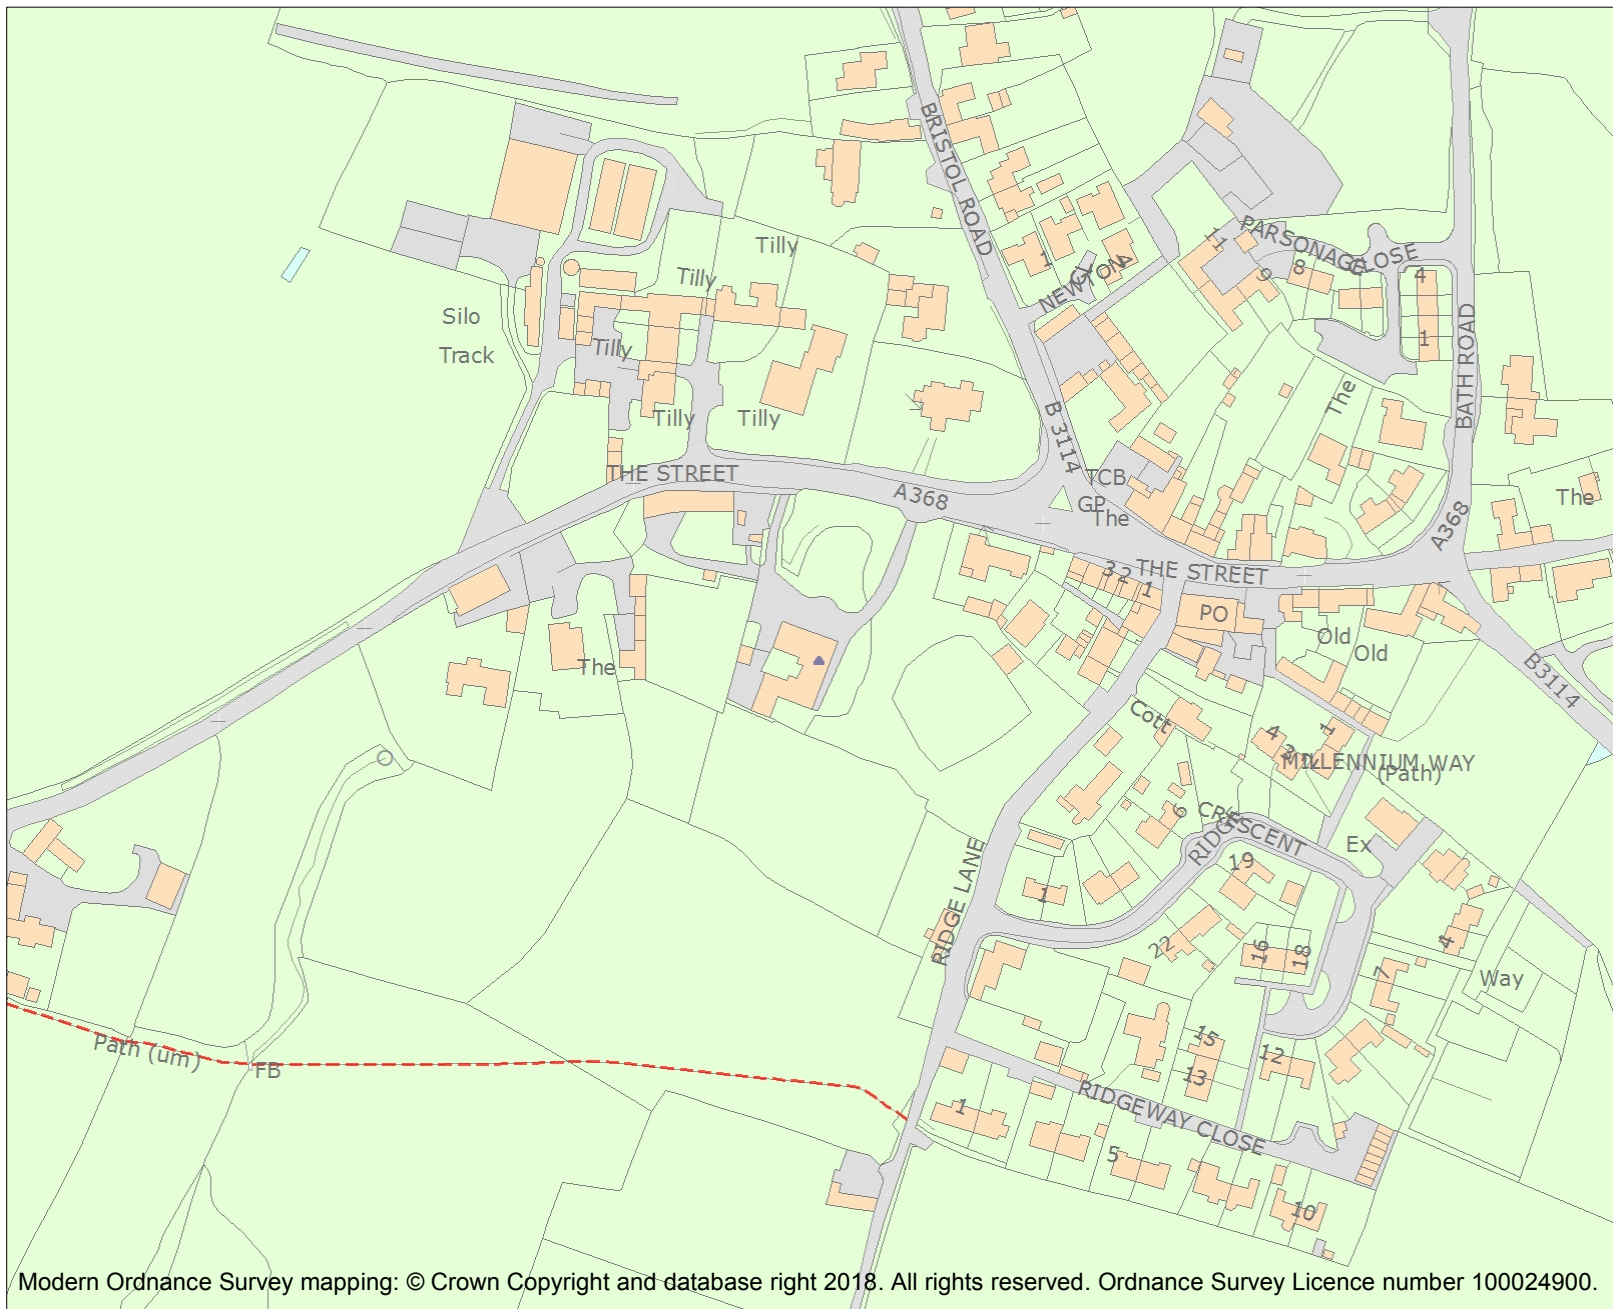 BRISTOL ROAD
Tilly
Tilly
PARSONAGE
CLOSE
11
9
8
4
1
1
4
NEWTON
Silo
Track
Tilly
Tilly
Tilly
BATH ROAD
The
B 3114
THE STREET
A368
TCB
GP
The
The
A368
3 2 1
THE STREET
PO
The
Old
Old
B3114
Cott
4
3
1
MILLENNIUM WAY
(Path)
6
RIDGE
CRESCENT
Ex
19
1
RIDGE LANE
22
16
18
4
7
Way
Path (um)
FB
15
13
12
1
RIDGEWAY CLOSE
5
10
Modern Ordnance Survey mapping: © Crown Copyright and database right 2018. All rights reserved. Ordnance Survey Licence number 100024900.